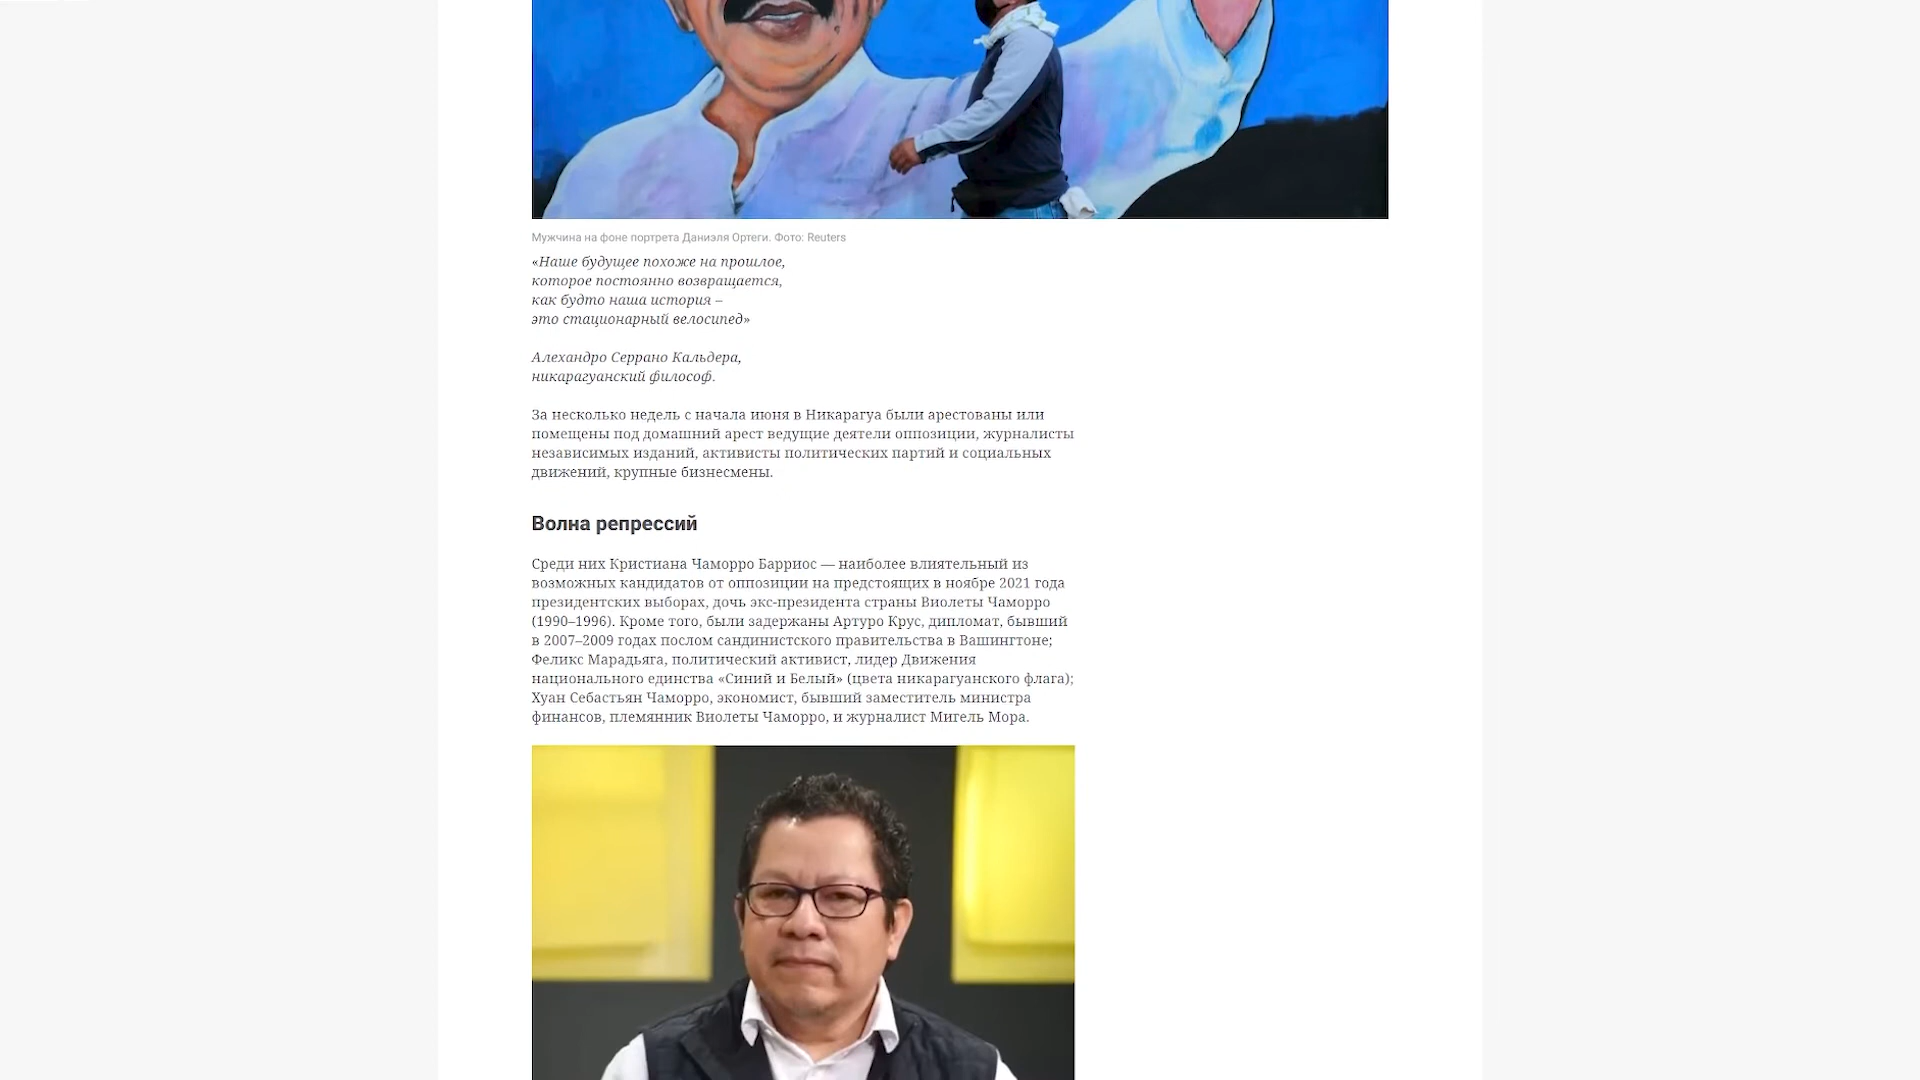 Мужчина на фоне портрета Даниэля Ортеги. Фото: Reuters
«Наше будущее похоже на прошлое,
которое постоянно возвращается,
как будто наша история –
это стационарный велосипед»
Алехандро Серрано Кальдера,
никарагуанский философ.
За несколько недель с начала июня в Никарагуа были арестованы или
помещены под домашний арест ведущие деятели оппозиции, журналисты
независимых изданий, активисты политических партий и социальных
движений, крупные бизнесмены.
Волна репрессий
Среди них Кристиана Чаморро Барриос — наиболее влиятельный из
возможных кандидатов от оппозиции на предстоящих в ноябре 2021 года
президентских выборах, дочь экс-президента страны Виолеты Чаморро
(1990–1996). Кроме того, были задержаны Артуро Крус, дипломат, бывший
в 2007–2009 годах послом сандинистского правительства в Вашингтоне;
Феликс Марадьяга, политический активист, лидер Движения
национального единства «Синий и Белый» (цвета никарагуанского флага);
Хуан Себастьян Чаморро, экономист, бывший заместитель министра
финансов, племянник Виолеты Чаморро, и журналист Мигель Мора.